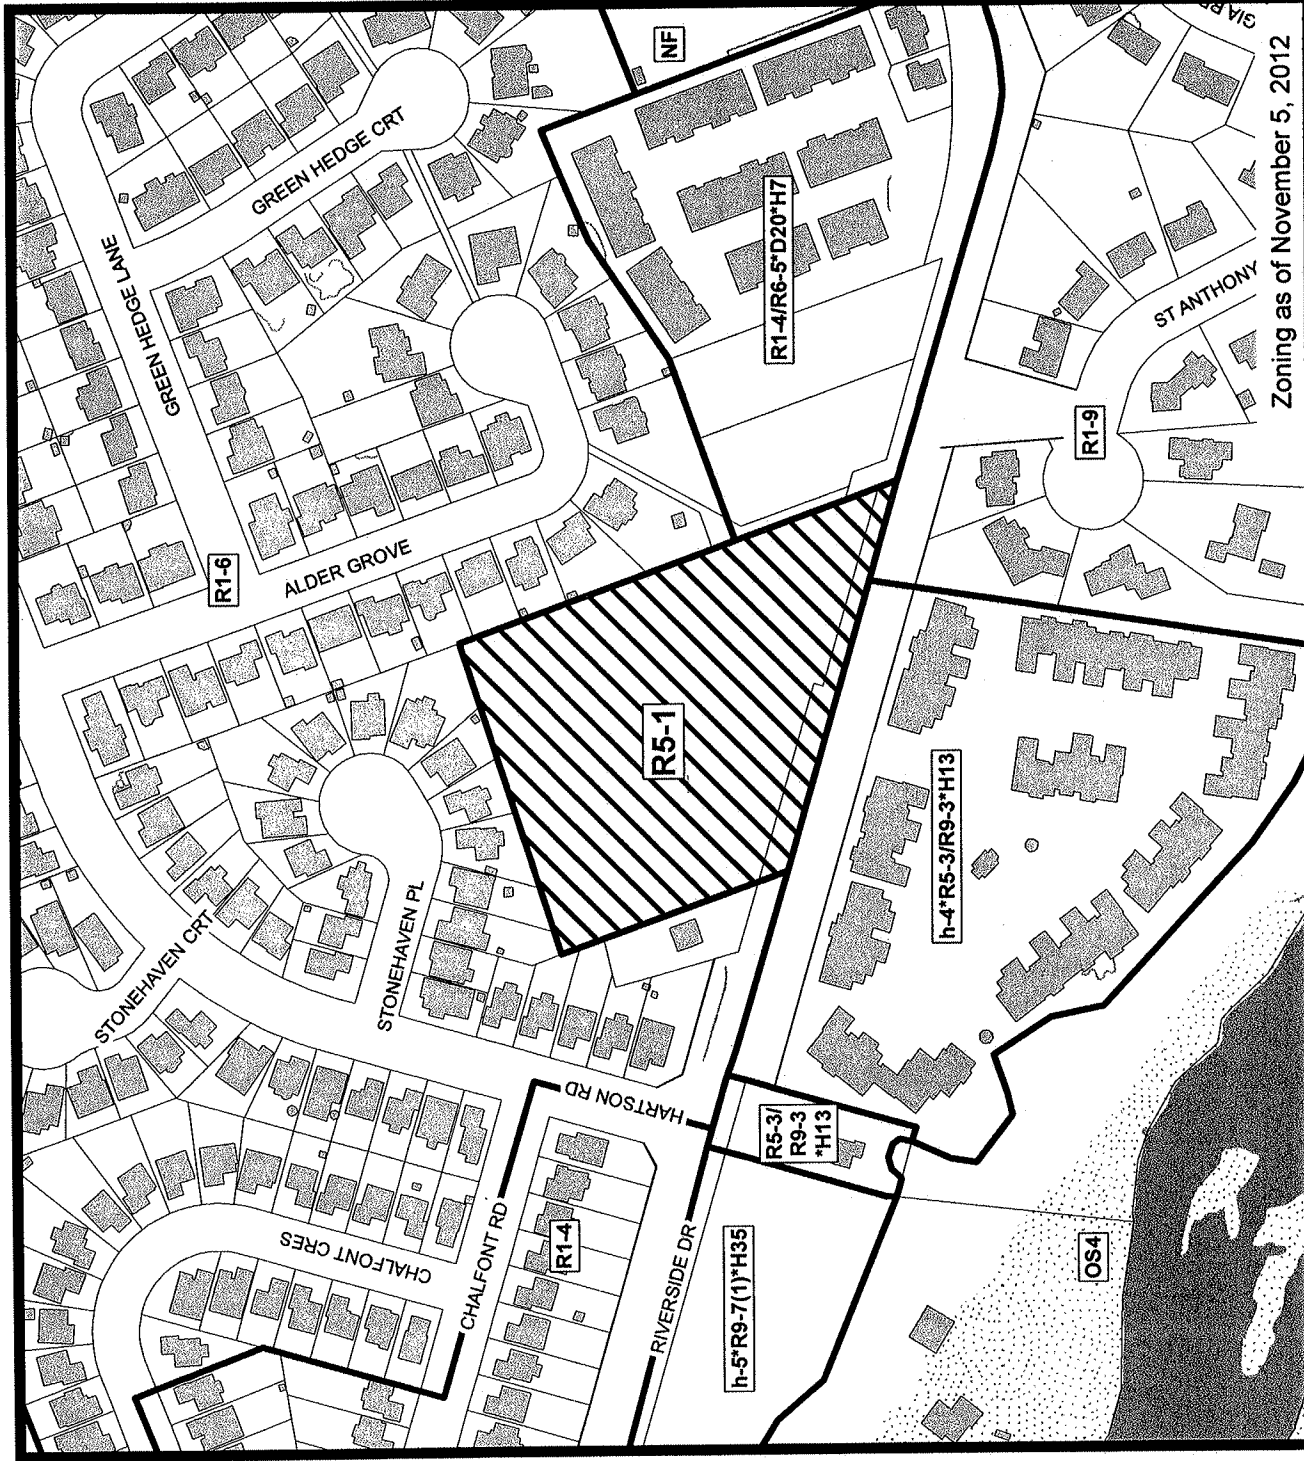 GIA
NF
GREEN HEDGE CRT
GREEN HEDGE LANE
R1-4/R6-5*D20*H7
ST ANTHONY
Zoning as of November 5, 2012
R1-9
R1-6
ALDER GROVE
R5-1
h-4*R5-3/R9-3*H13
STONEHAVEN CRT
STONEHAVEN PL
HARTSON RD
R5-3/
R9-3
*H13
CHALFONT CRES
CHALFONT RD
R1-4
RIVERSIDE DR
h-5*R9-7(1)*H35
OS4